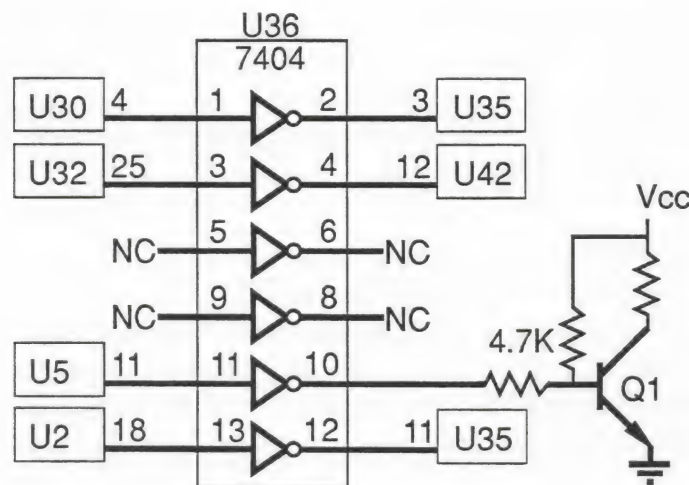 U36
7404
U30 4 1 2 3 U35
U32 25 3 4 12 U42
Vcc
NC 5 6 NC
NC 9 8 NC
4.7K
U5 11 11 10
Q1
U2 18 13 12 11 U35